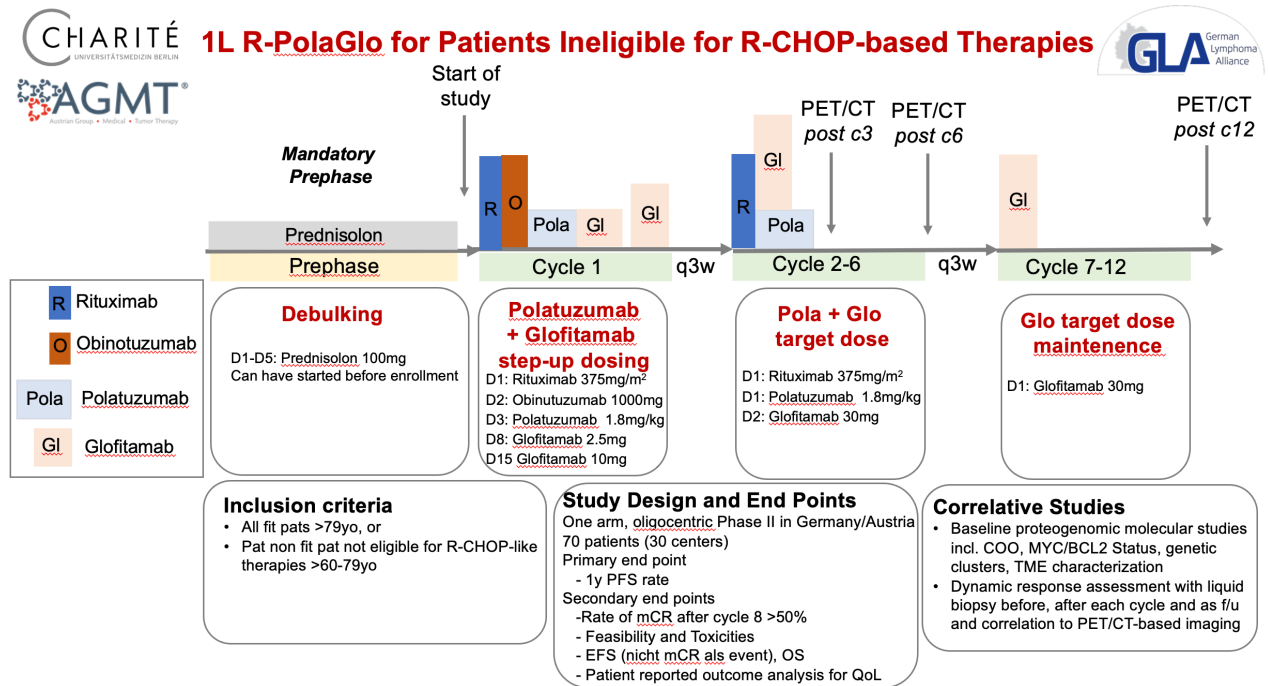 CHARITÉ
UNIVERSITÄTSMEDIZIN BERLIN
AGMT®
Austrian Group • Medical • Tumor Therapy
1L R-PolaGlo for Patients Ineligible for R-CHOP-based Therapies
GLA
German
Lymphoma
Alliance
Start of
study
Mandatory
Prephase
PET/CT
post c3
PET/CT
post c6
PET/CT
post c12
R
O
Pola
Gl
Gl
R
Gl
Pola
Gl
Prednisolon
Prephase
Cycle 1
q3w
Cycle 2-6
q3w
Cycle 7-12
R Rituximab
O Obinotuzumab
Pola Polatuzumab
Gl Glofitamab
Debulking
D1-D5: Prednisolon 100mg
Can have started before enrollment
Polatuzumab
+ Glofitamab
step-up dosing
D1: Rituximab 375mg/m²
D2: Obinutuzumab 1000mg
D3: Polatuzumab 1.8mg/kg
D8: Glofitamab 2.5mg
D15 Glofitamab 10mg
Pola + Glo
target dose
D1: Rituximab 375mg/m²
D1: Polatuzumab 1.8mg/kg
D2: Glofitamab 30mg
Glo target dose
maintenence
D1: Glofitamab 30mg
Inclusion criteria
• All fit pats >79yo, or
• Pat non fit pat not eligible for R-CHOP-like
therapies >60-79yo
Study Design and End Points
One arm, oligocentric Phase II in Germany/Austria
70 patients (30 centers)
Primary end point
- 1y PFS rate
Secondary end points
-Rate of mCR after cycle 8 >50%
- Feasibility and Toxicities
- EFS (nicht mCR als event), OS
- Patient reported outcome analysis for QoL
Correlative Studies
• Baseline proteogenomic molecular studies
incl. COO, MYC/BCL2 Status, genetic
clusters, TME characterization
• Dynamic response assessment with liquid
biopsy before, after each cycle and as f/u
and correlation to PET/CT-based imaging